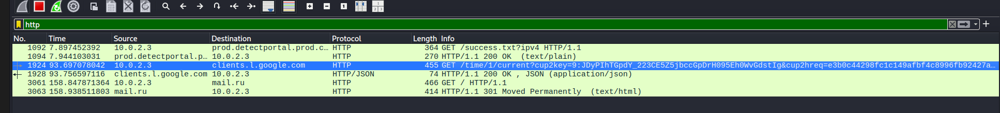 http
No. Time Source Destination Protocol Length Info
1092 7.897452392 10.0.2.3 prod.detectportal.prod.c… HTTP 364 GET /success.txt?ipv4 HTTP/1.1
1094 7.944103031 prod.detectportal.p… 10.0.2.3 HTTP 270 HTTP/1.1 200 OK (text/plain)
1924 93.697078042 10.0.2.3 clients.l.google.com HTTP 455 GET /time/1/current?cup2key=9:JDyPIhTGpdY_223CE5Z5jbccGpDrH095Eh0WvGdstIg&cup2hreq=e3b0c44298fc1c149afbf4c8996fb92427a…
1928 93.756597116 clients.l.google.com 10.0.2.3 HTTP/JSON 74 HTTP/1.1 200 OK , JSON (application/json)
3061 158.847871364 10.0.2.3 mail.ru HTTP 466 GET / HTTP/1.1
3063 158.938511803 mail.ru 10.0.2.3 HTTP 414 HTTP/1.1 301 Moved Permanently (text/html)